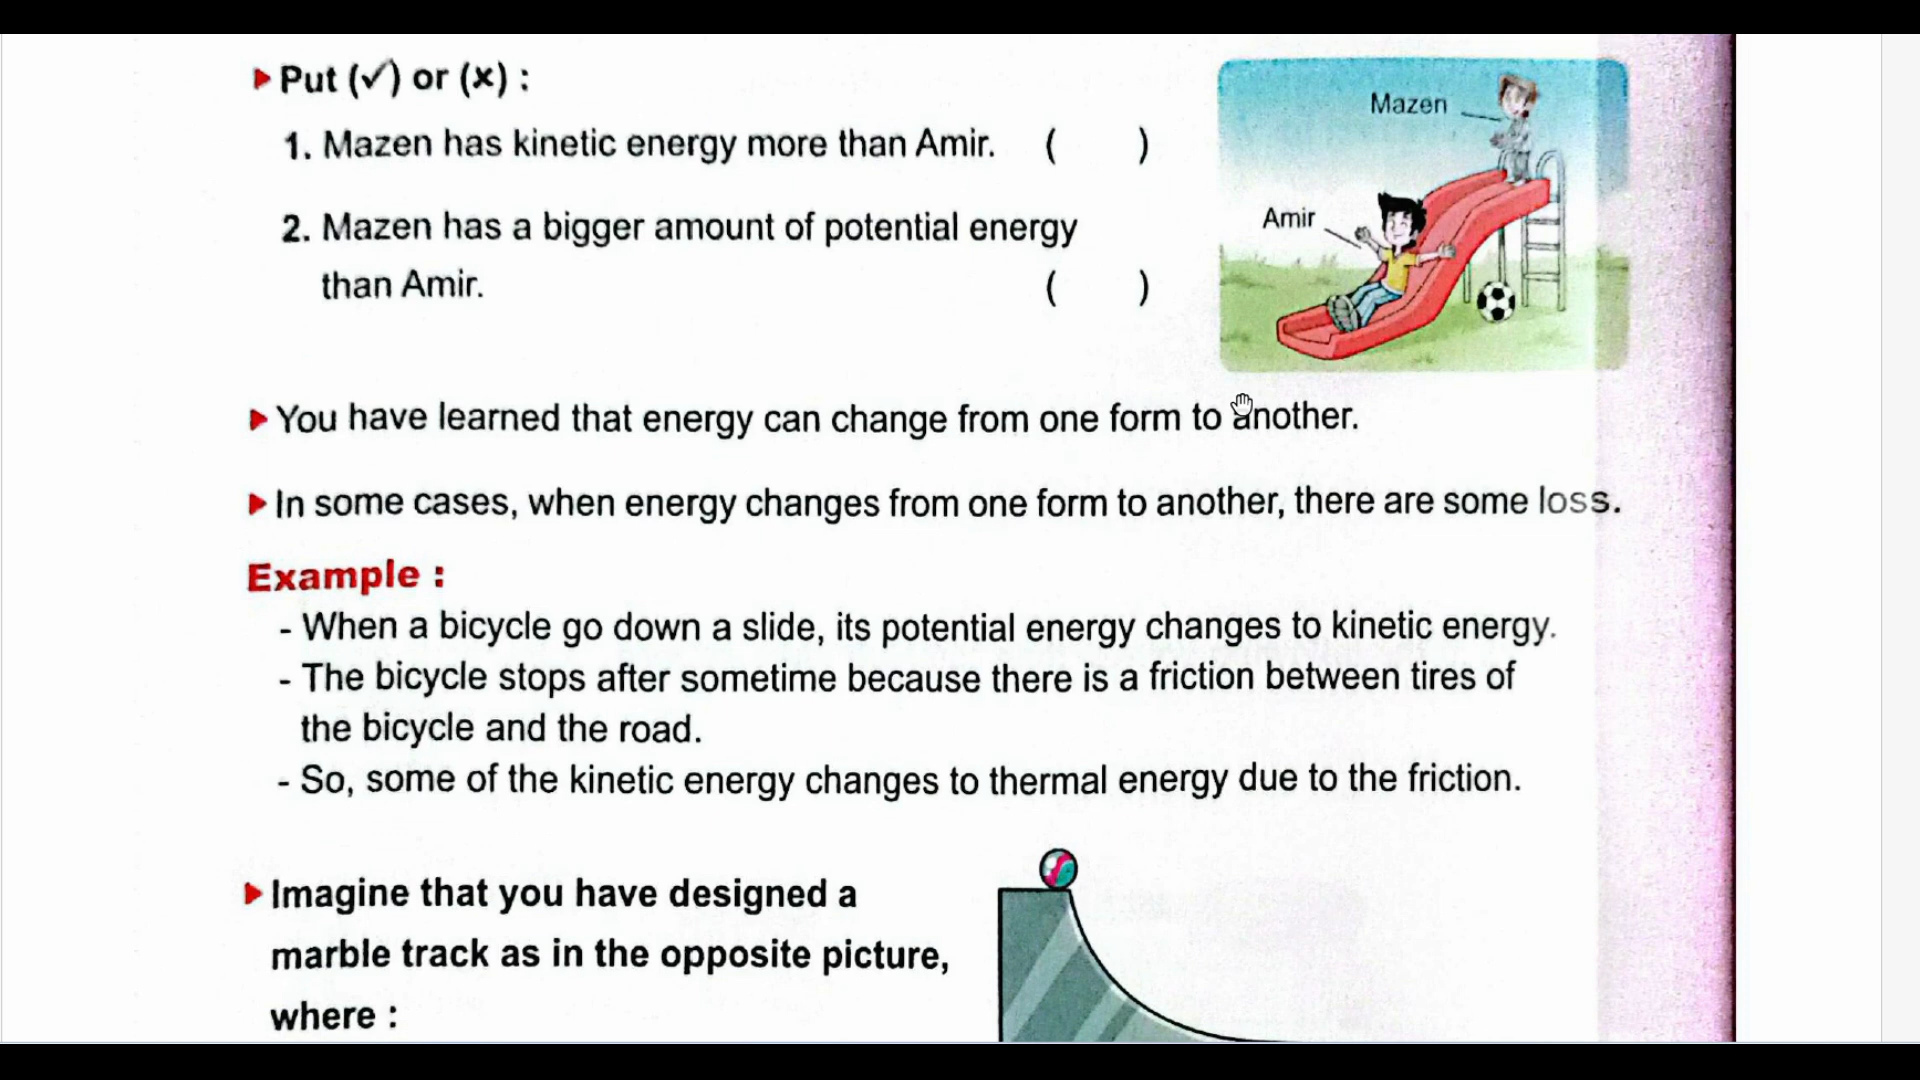 Put (✓) or (×) :
1. Mazen has kinetic energy more than Amir. ( )
2. Mazen has a bigger amount of potential energy
than Amir. ( )
Mazen
Amir
You have learned that energy can change from one form to another.
In some cases, when energy changes from one form to another, there are some loss.
Example :
- When a bicycle go down a slide, its potential energy changes to kinetic energy.
- The bicycle stops after sometime because there is a friction between tires of
the bicycle and the road.
- So, some of the kinetic energy changes to thermal energy due to the friction.
Imagine that you have designed a
marble track as in the opposite picture,
where :